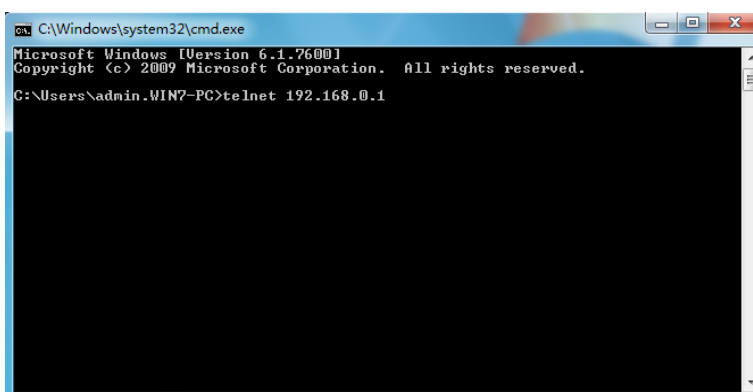 C:\Windows\system32\cmd.exe
Microsoft Windows [Version 6.1.7600]
Copyright (c) 2009 Microsoft Corporation.  All rights reserved.
C:\Users\admin.WIN7-PC>telnet 192.168.0.1